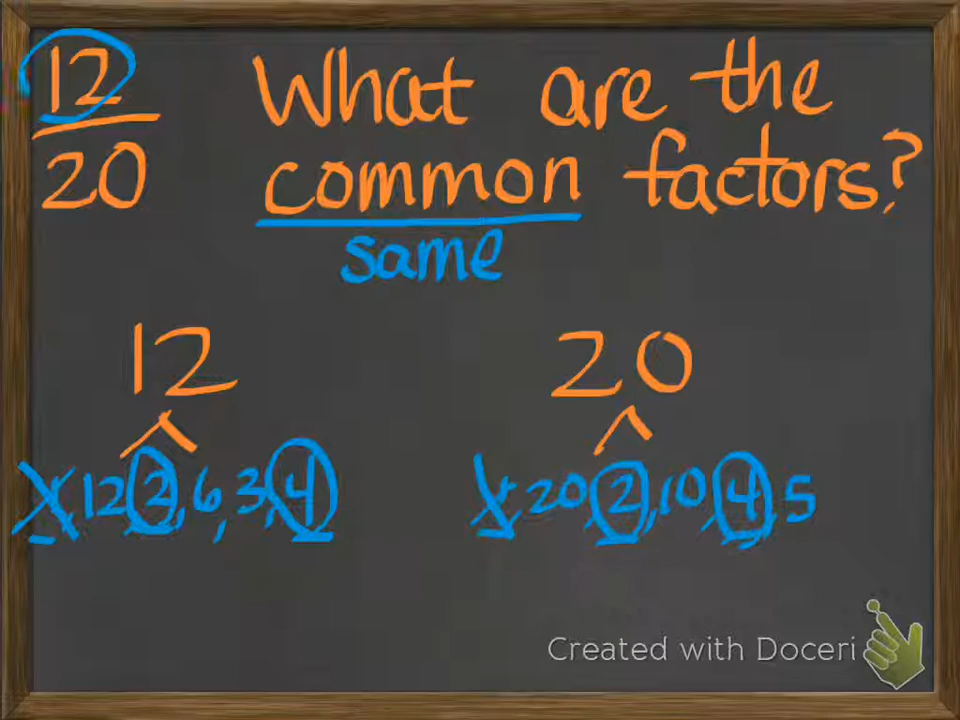 12
20
What are the
common factors?
same
12
20
1, 12, 2, 6, 3, 4
1, 20, 2, 10, 4, 5
Created with Doceri